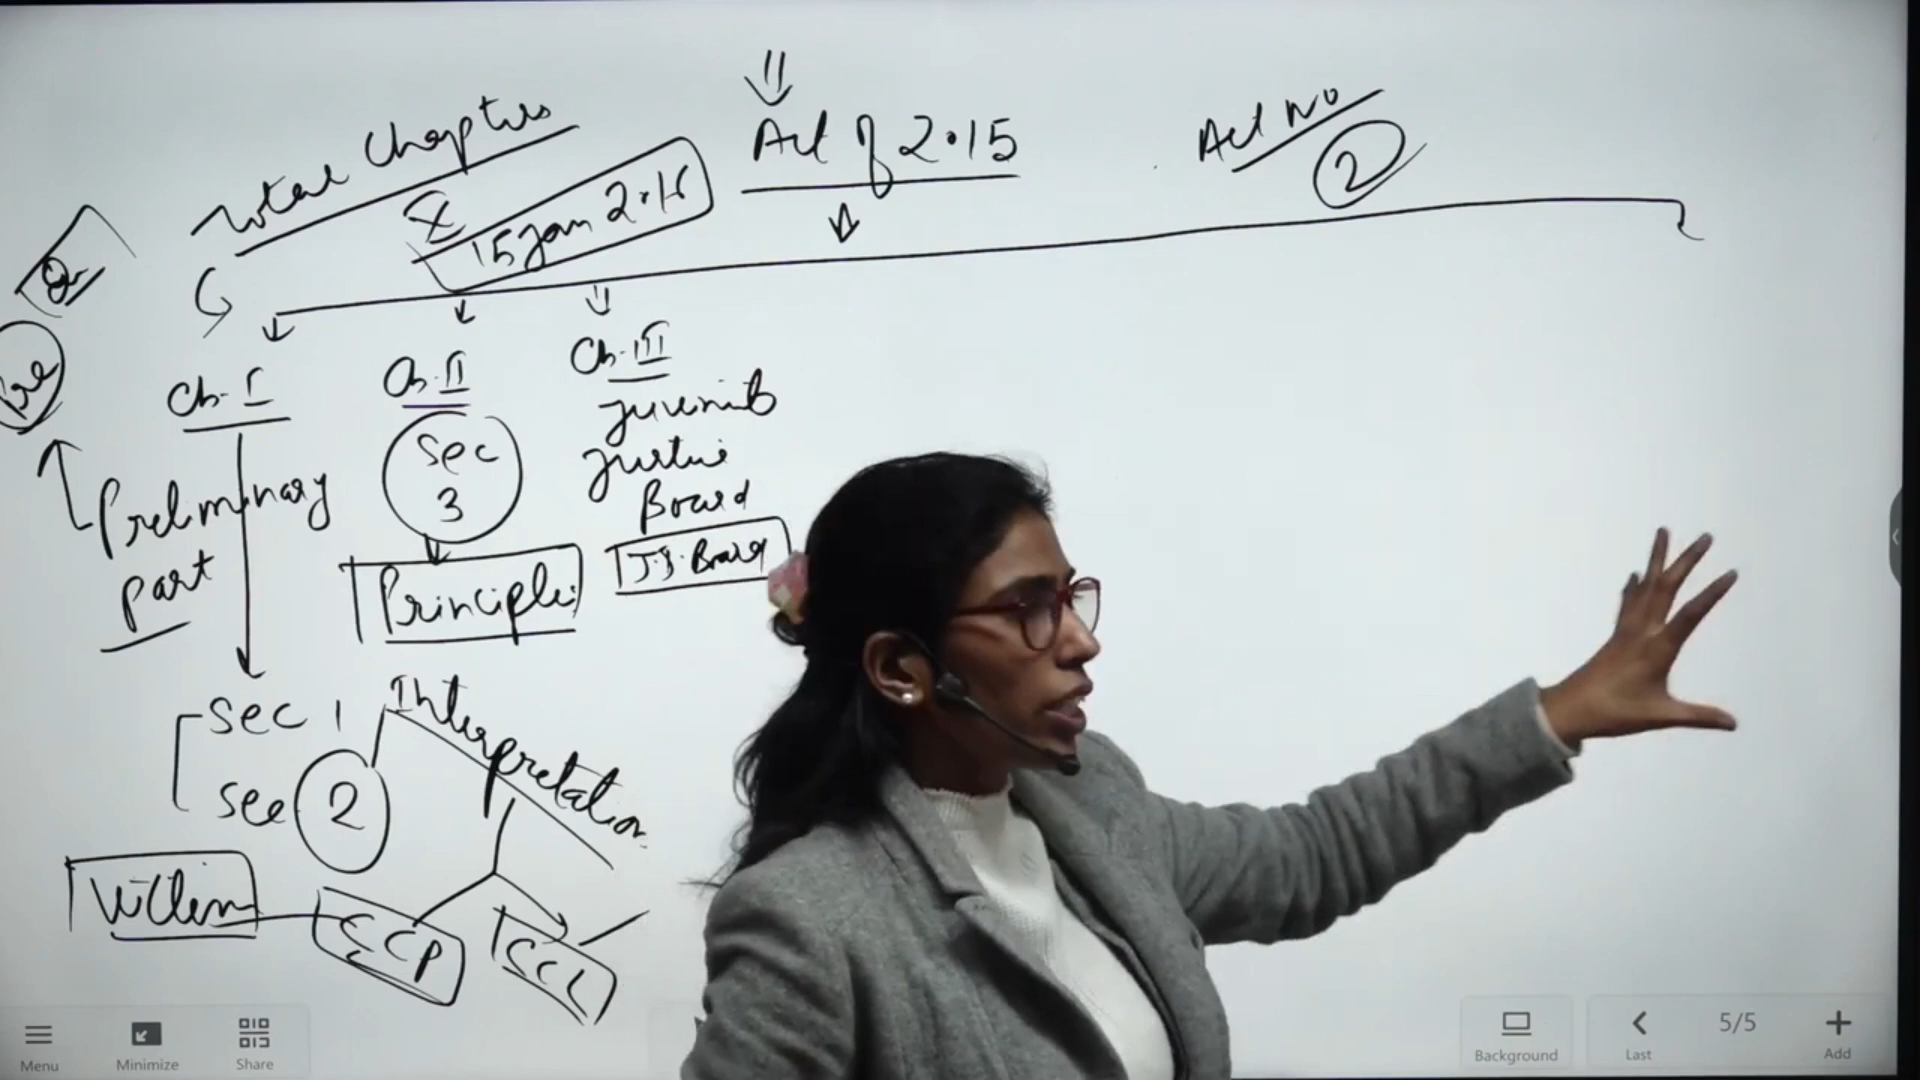 Act of 2015
Act No
2
Total Chapters
X
15 Jan 2016
Ch-I
Preliminary
Part
Sec 1
Sec 2
Interpretation
Victim
CCP
CCL
Ch.II
Sec
3
Principle
Ch.III
Juvenile
Justice
Board
J.J. Board
Menu
Minimize
Share
Background
Last
5/5
Add